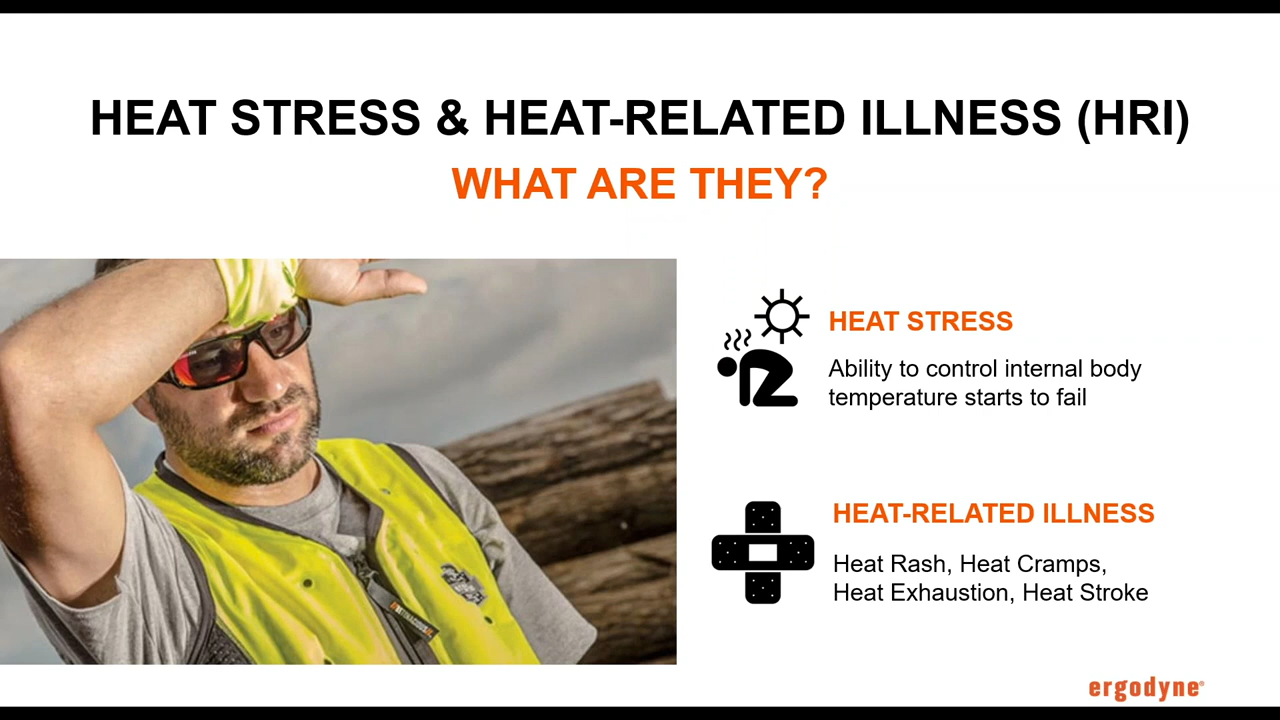 HEAT STRESS & HEAT-RELATED ILLNESS (HRI)
WHAT ARE THEY?
HEAT STRESS
Ability to control internal body
temperature starts to fail
HEAT-RELATED ILLNESS
Heat Rash, Heat Cramps,
Heat Exhaustion, Heat Stroke
ergodyne®